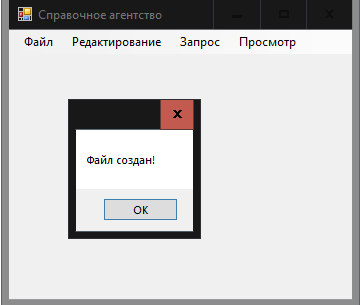 Справочное агентство
Файл Редактирование Запрос Просмотр
Файл создан!
OK